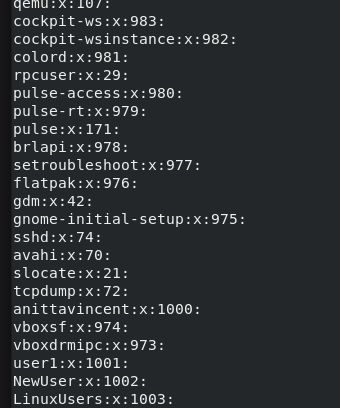 qemu:x:107:
cockpit-ws:x:983:
cockpit-wsinstance:x:982:
colord:x:981:
rpcuser:x:29:
pulse-access:x:980:
pulse-rt:x:979:
pulse:x:171:
brlapi:x:978:
setroubleshoot:x:977:
flatpak:x:976:
gdm:x:42:
gnome-initial-setup:x:975:
sshd:x:74:
avahi:x:70:
slocate:x:21:
tcpdump:x:72:
anittavincent:x:1000:
vboxsf:x:974:
vboxdrmipc:x:973:
user1:x:1001:
NewUser:x:1002:
LinuxUsers:x:1003: